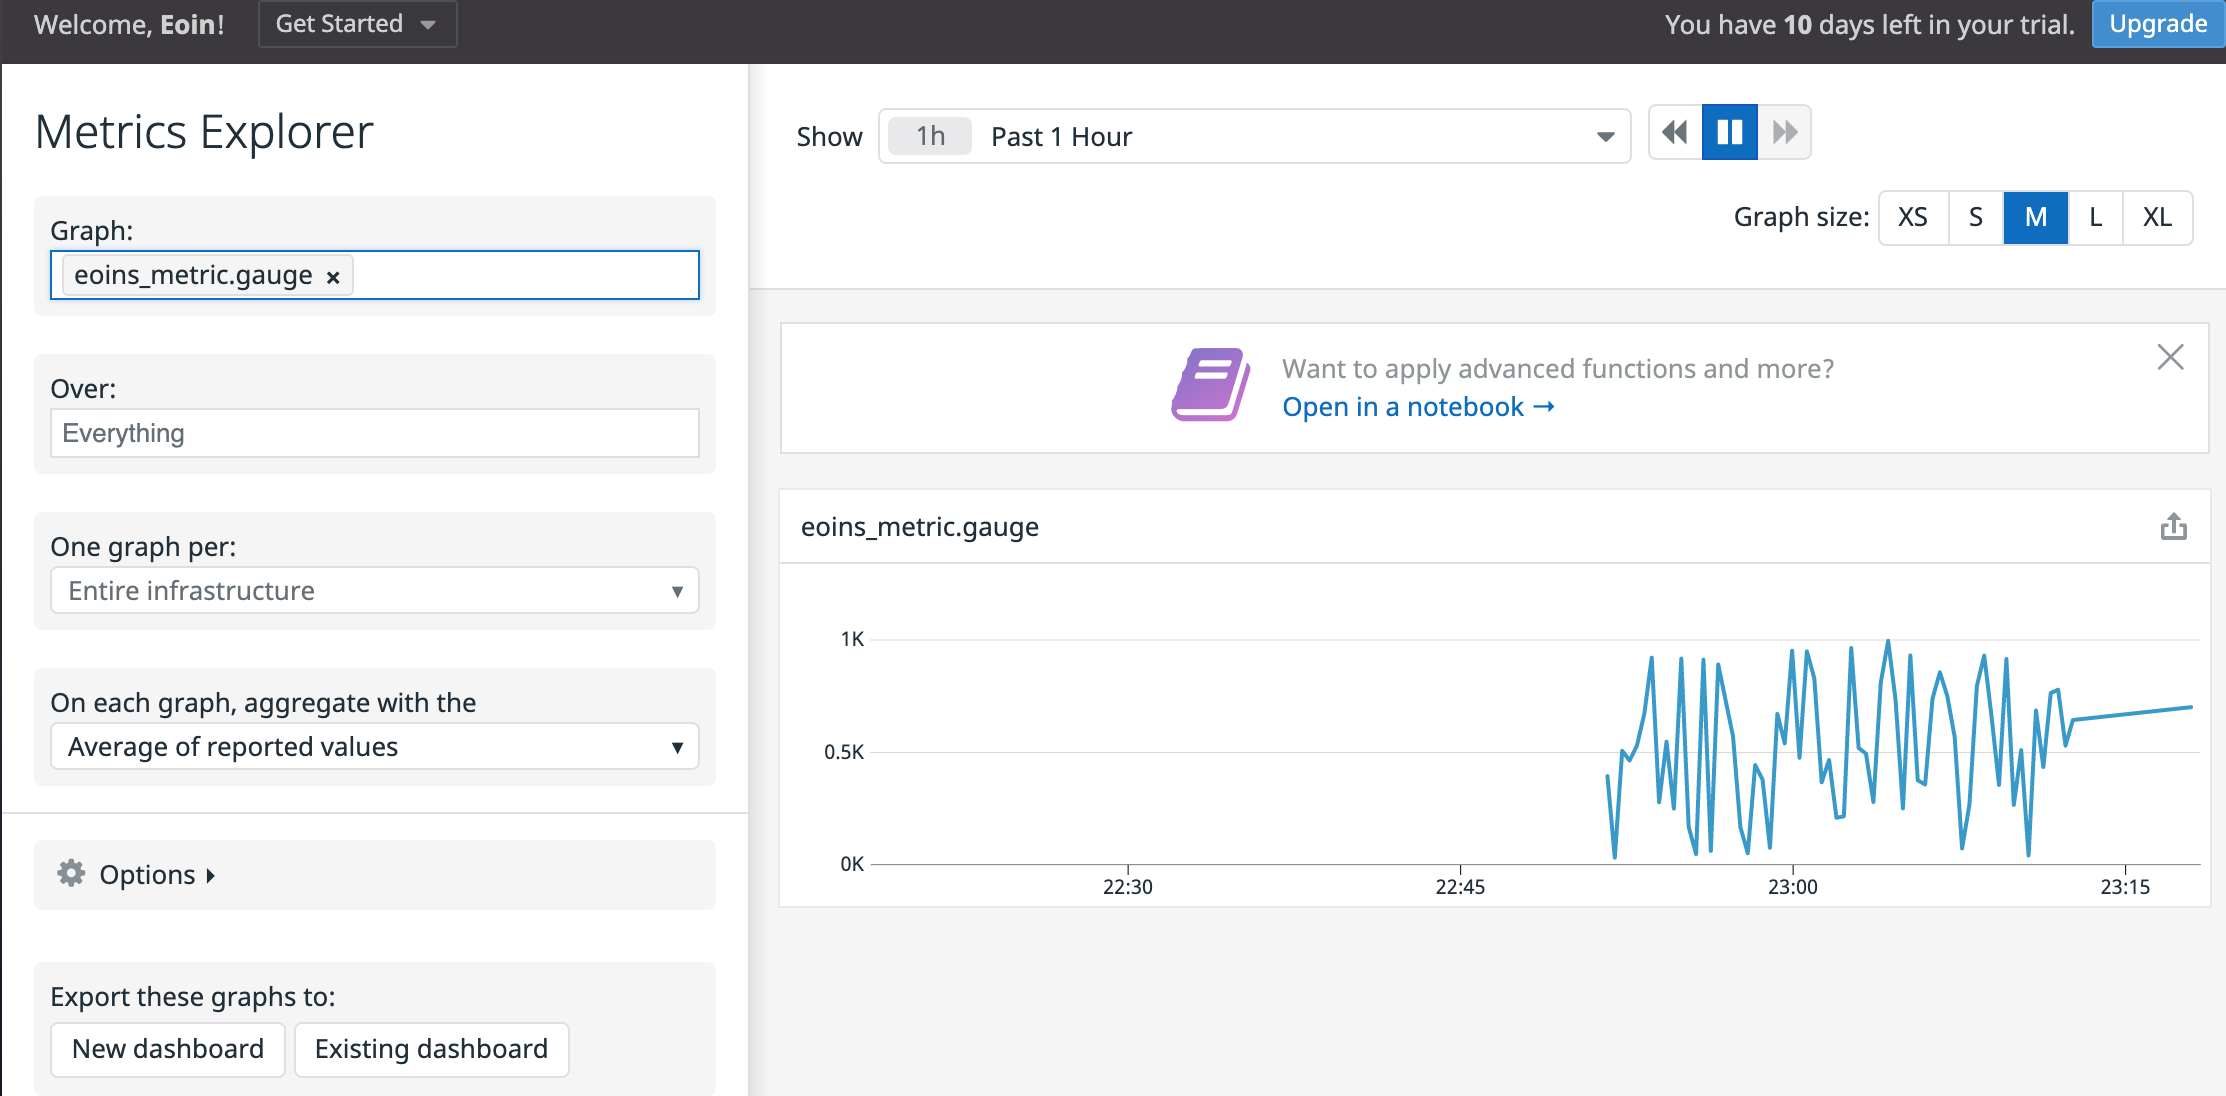 Welcome, Eoin!
Get Started
You have 10 days left in your trial.
Upgrade
Metrics Explorer
Graph:
eoins_metric.gauge ×
Over:
Everything
One graph per:
Entire infrastructure
On each graph, aggregate with the
Average of reported values
Options
Export these graphs to:
New dashboard
Existing dashboard
Show
1h Past 1 Hour
Graph size:
XS S M L XL
Want to apply advanced functions and more?
Open in a notebook →
eoins_metric.gauge
1K
0.5K
0K
22:30 22:45 23:00 23:15